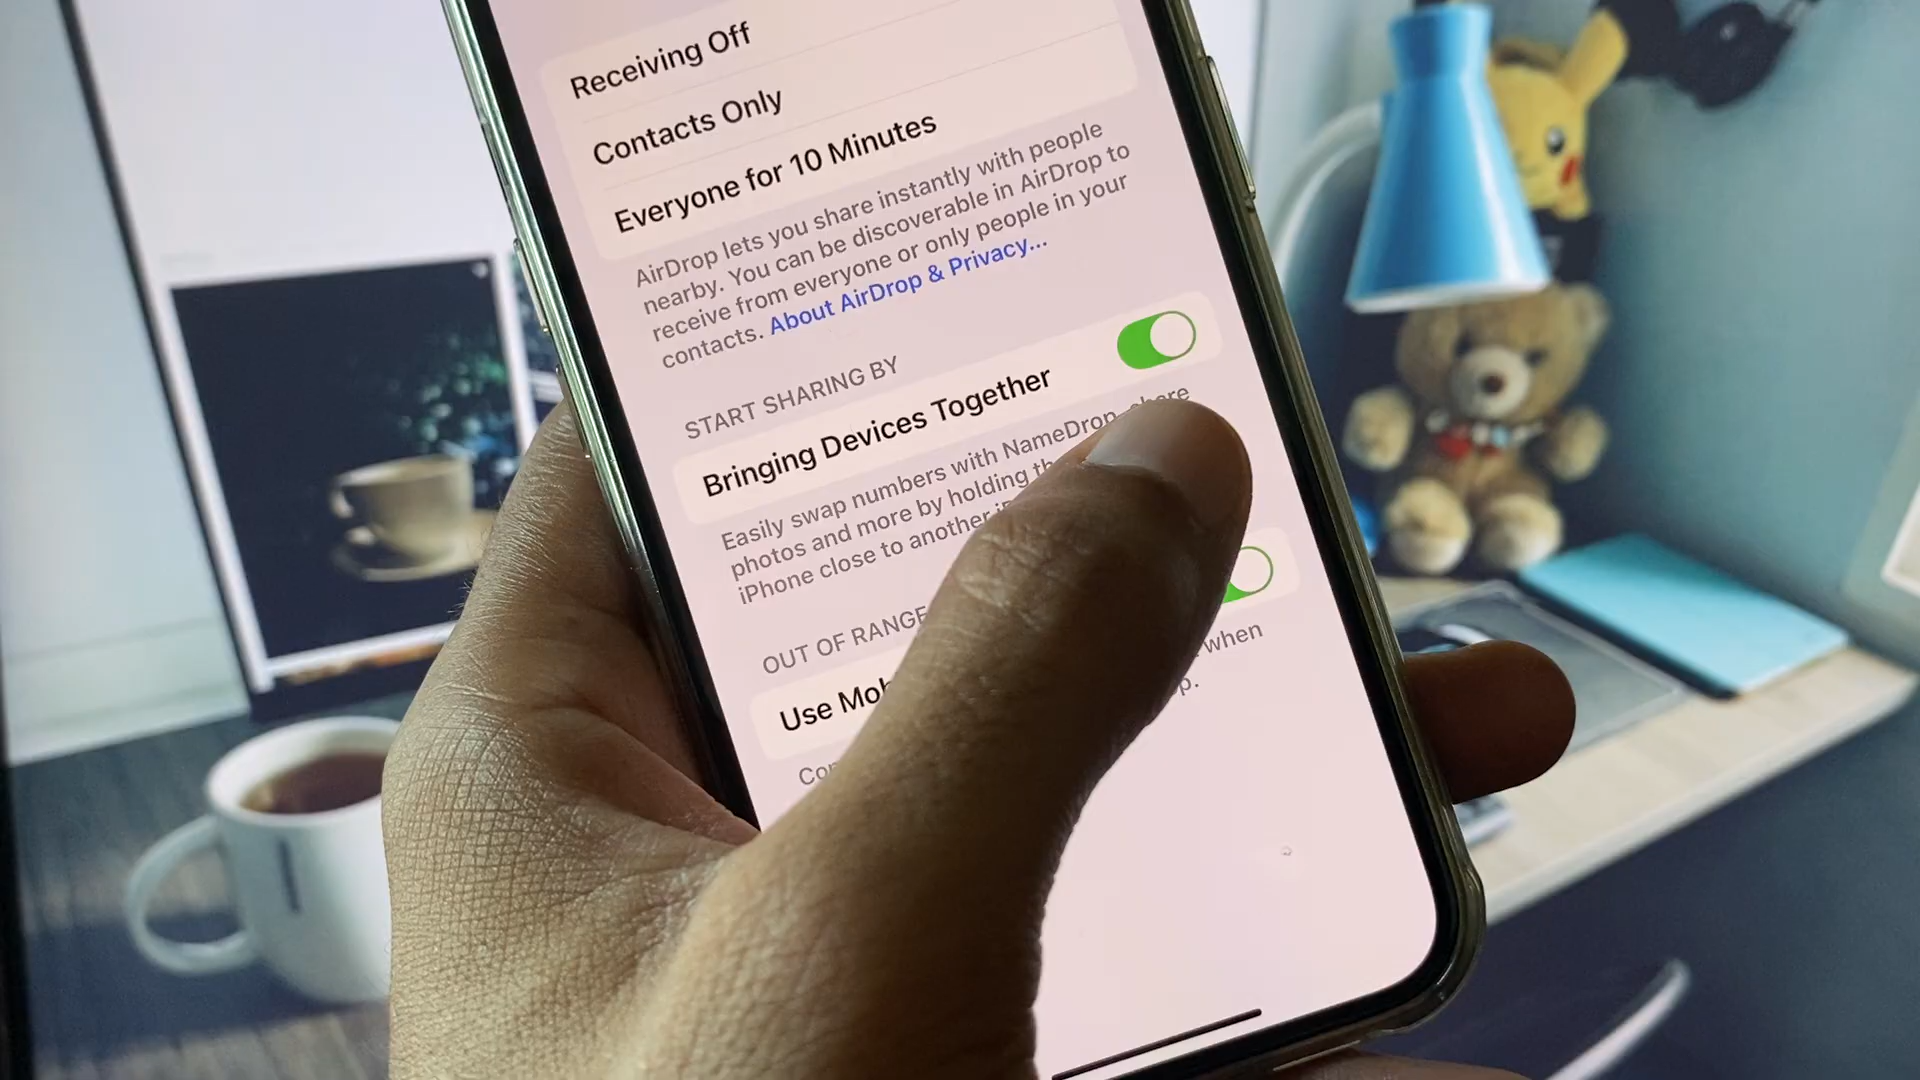 Receiving Off
Contacts Only
Everyone for 10 Minutes
AirDrop lets you share instantly with people
nearby. You can be discoverable in AirDrop to
receive from everyone or only people in your
contacts. About AirDrop & Privacy...
START SHARING BY
Bringing Devices Together
Easily swap numbers with NameDrop, share
photos and more by holding
iPhone close to another
OUT OF RANGE
Use
when